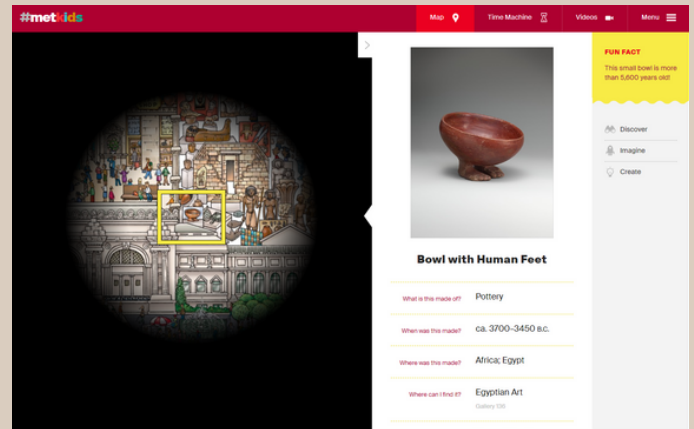 #metkids
Map
Time Machine
Videos
Menu
FUN FACT
This small bowl is more
than 5,600 years old!
Discover
Imagine
Create
Bowl with Human Feet
What is this made of? Pottery
When was this made? ca. 3700–3450 B.C.
Where was this made? Africa; Egypt
Where can I find it? Egyptian Art